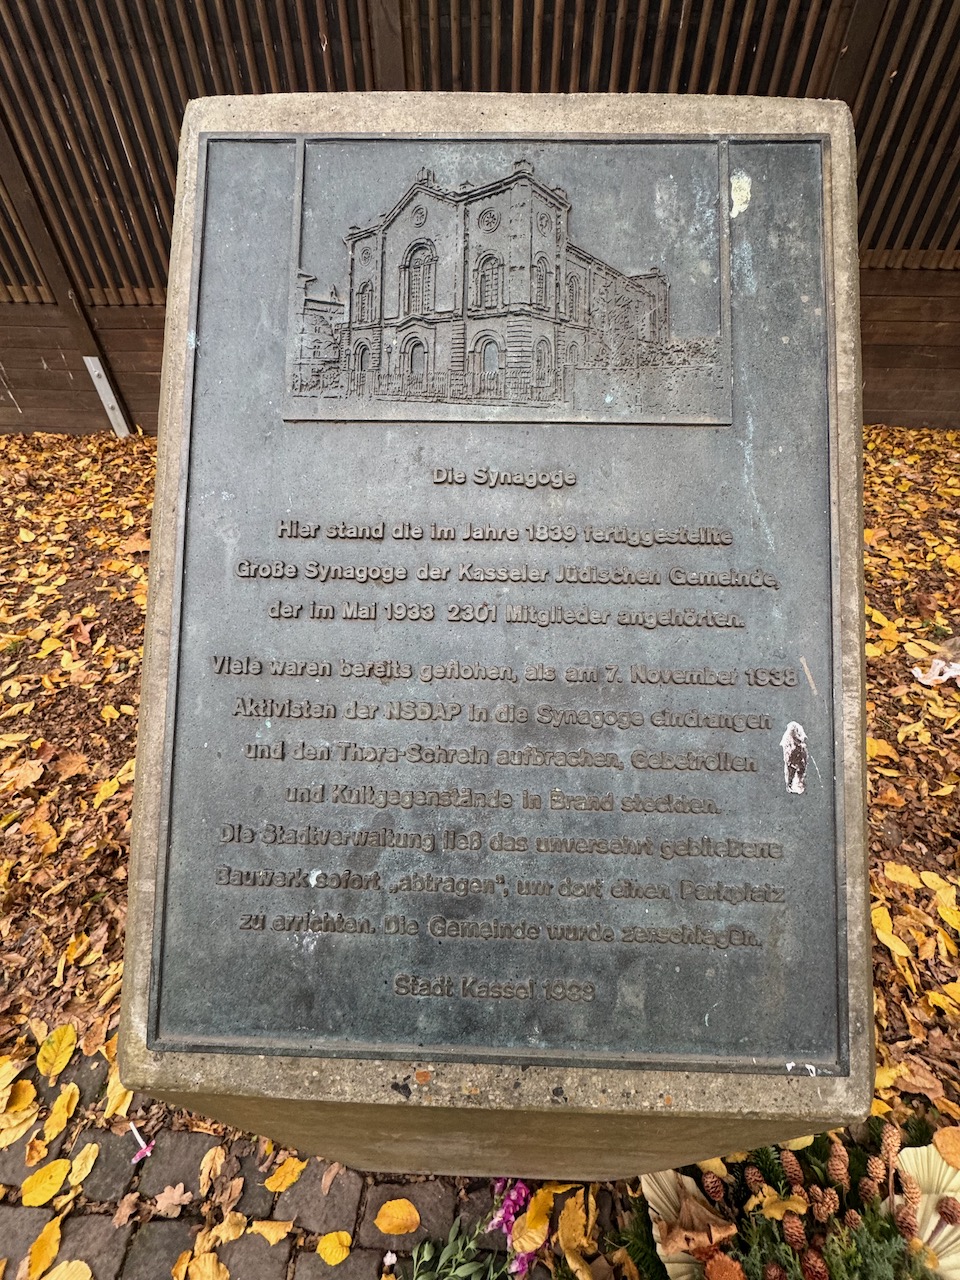 Die Synagoge
Hier stand die im Jahre 1839 fertiggestellte
Große Synagoge der Kasseler Jüdischen Gemeinde,
der im Mai 1933 2301 Mitglieder angehörten.
Viele waren bereits geflohen, als am 7. November 1938
Aktivisten der NSDAP in die Synagoge eindrangen
und den Thora-Schrein aufbrachen, Gebetrollen
und Kultgegenstände in Brand steckten.
Die Stadtverwaltung ließ das unversehrt gebliebene
Bauwerk sofort „abtragen“, um dort einen Parkplatz
zu errichten. Die Gemeinde wurde zerschlagen.
Stadt Kassel 1988